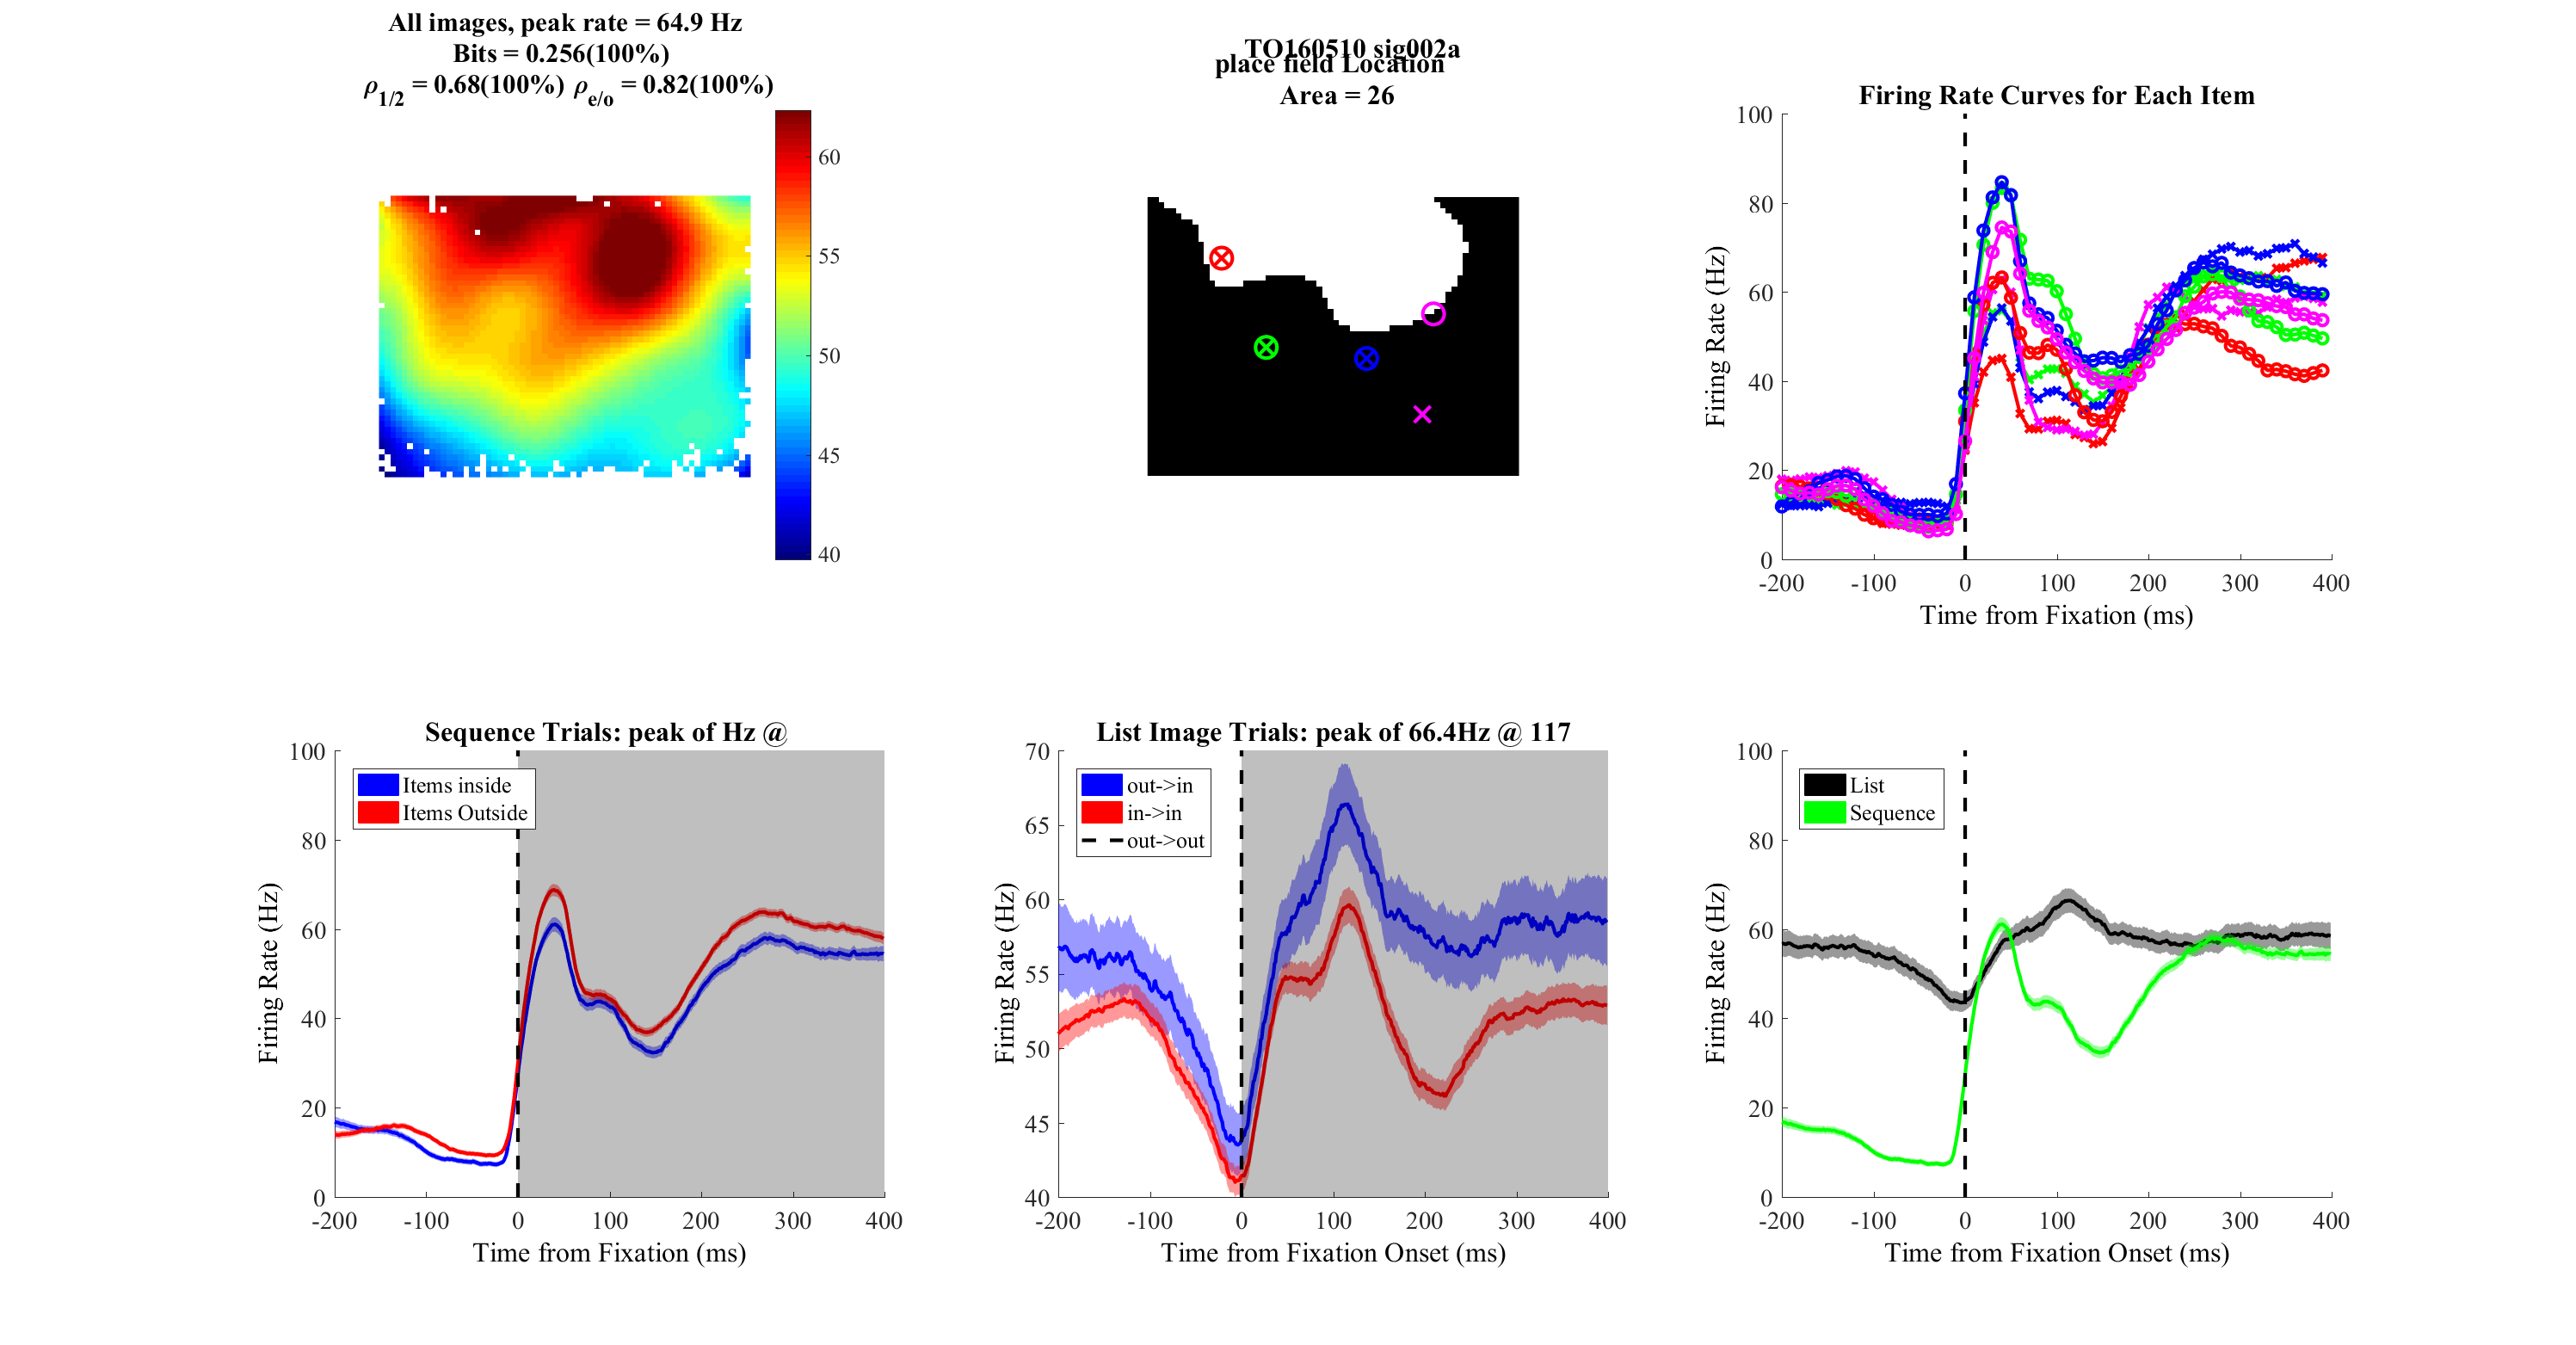 All images, peak rate = 64.9 Hz
Bits = 0.256(100%)
ρ1/2 = 0.68(100%) ρe/o = 0.82(100%)
60
55
50
45
40
TO160510 sig002a
place field Location
Area = 26
Firing Rate Curves for Each Item
100
80
60
40
20
0
Firing Rate (Hz)
-200 -100 0 100 200 300 400
Time from Fixation (ms)
Sequence Trials: peak of Hz @
100
80
60
40
20
0
Firing Rate (Hz)
Items inside
Items Outside
-200 -100 0 100 200 300 400
Time from Fixation (ms)
List Image Trials: peak of 66.4Hz @ 117
70
65
60
55
50
45
40
Firing Rate (Hz)
out->in
in->in
out->out
-200 -100 0 100 200 300 400
Time from Fixation Onset (ms)
100
80
60
40
20
0
Firing Rate (Hz)
List
Sequence
-200 -100 0 100 200 300 400
Time from Fixation Onset (ms)